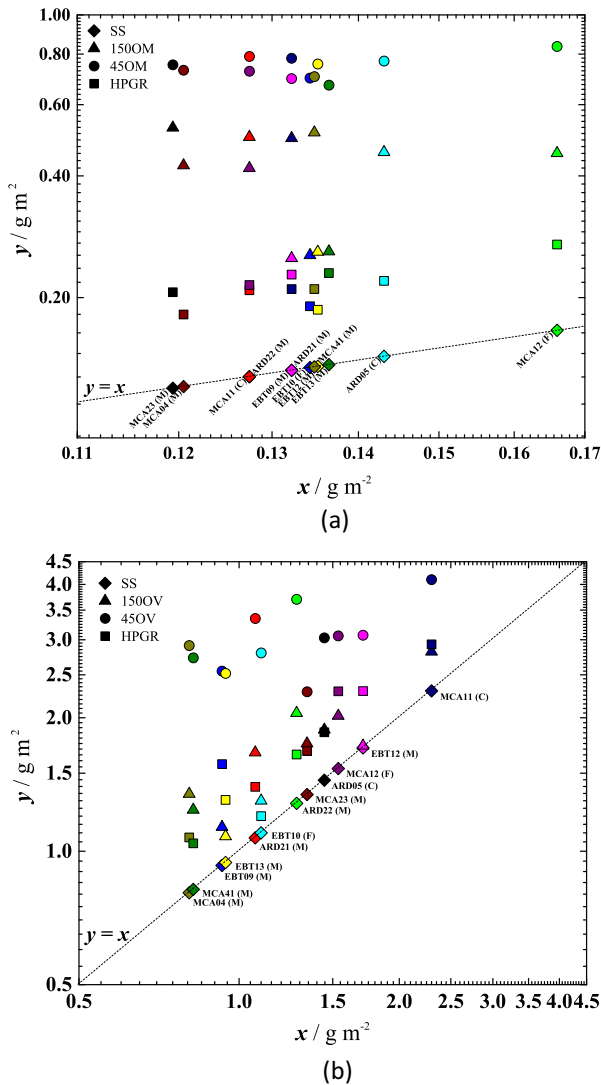 1.00
0.80
0.60
0.40
0.20
y / g m-2
SS
150OM
45OM
HPGR
y = x
MCA23 (M)
MCA04 (M)
MCA11 (C)
ARD22 (M)
EBT09 (M)
ARD21 (M)
EBT10 (F)
EBT12 (M)
EBT13 (M)
MCA41 (M)
ARD05 (C)
MCA12 (F)
0.11 0.12 0.13 0.14 0.15 0.16 0.17
x / g m-2
(a)
4.5
4.0
3.5
3.0
2.5
2.0
1.5
1.0
0.5
y / g m-2
SS
150OV
45OV
HPGR
MCA11 (C)
EBT12 (M)
MCA12 (F)
ARD05 (C)
MCA23 (M)
ARD22 (M)
EBT10 (F)
ARD21 (M)
EBT13 (M)
EBT09 (M)
MCA41 (M)
MCA04 (M)
y = x
0.5 1.0 1.5 2.0 2.5 3.0 3.5 4.0 4.5
x / g m-2
(b)